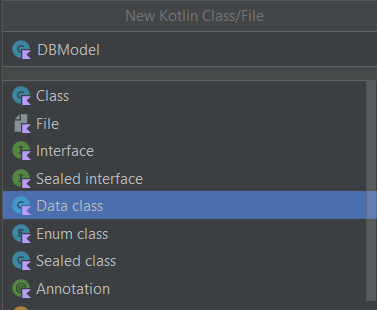 New Kotlin Class/File
DBModel
Class
File
Interface
Sealed interface
Data class
Enum class
Sealed class
Annotation